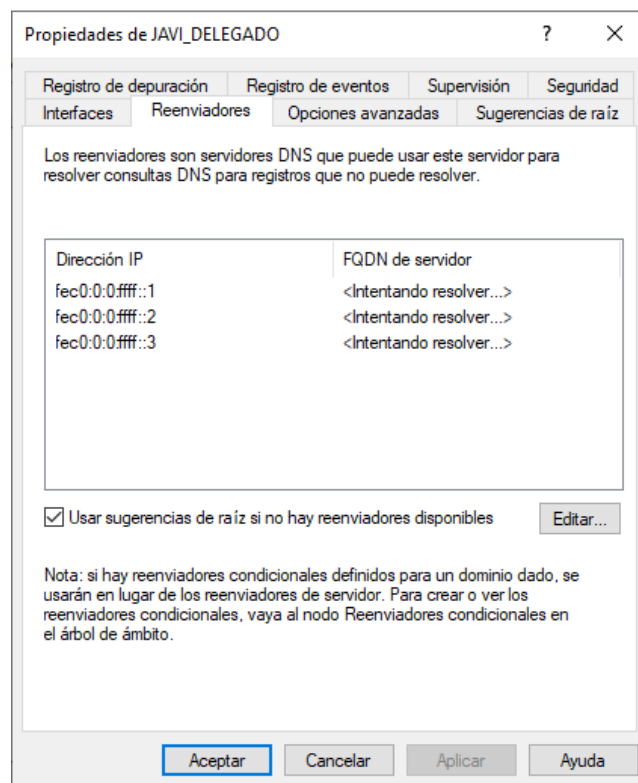 Propiedades de JAVI_DELEGADO ? ×
Registro de depuración Registro de eventos Supervisión Seguridad
Interfaces Reenviadores Opciones avanzadas Sugerencias de raíz
Los reenviadores son servidores DNS que puede usar este servidor para
resolver consultas DNS para registros que no puede resolver.
Dirección IP FQDN de servidor
fec0:0:0:ffff::1 <Intentando resolver...>
fec0:0:0:ffff::2 <Intentando resolver...>
fec0:0:0:ffff::3 <Intentando resolver...>
Usar sugerencias de raíz si no hay reenviadores disponibles Editar...
Nota: si hay reenviadores condicionales definidos para un dominio dado, se
usarán en lugar de los reenviadores de servidor. Para crear o ver los
reenviadores condicionales, vaya al nodo Reenviadores condicionales en
el árbol de ámbito.
Aceptar Cancelar Aplicar Ayuda